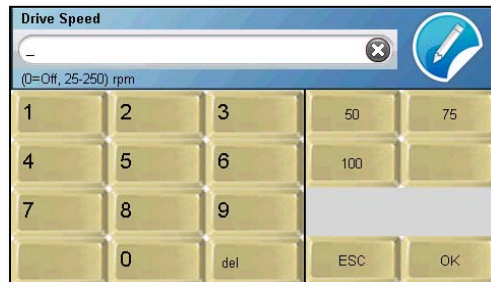 Drive Speed
_
(0=Off, 25-250) rpm
1 2 3 50 75
4 5 6 100
7 8 9
0 del ESC OK